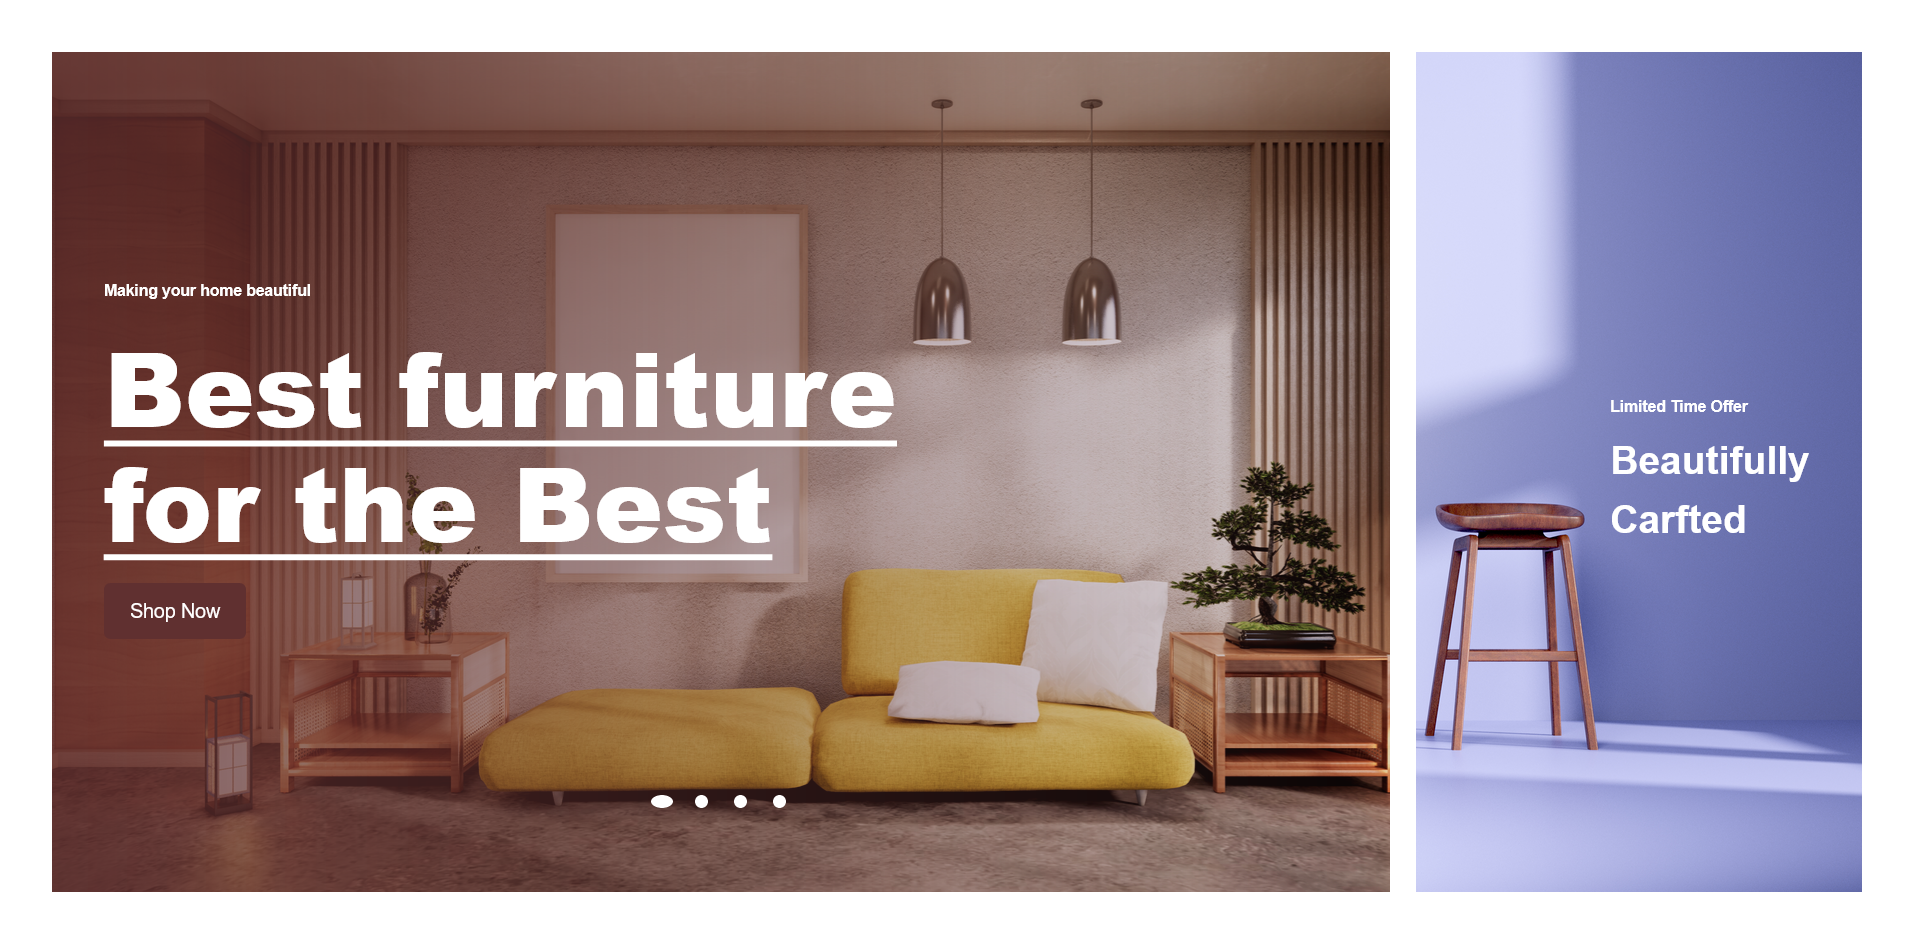 Making your home beautiful
Best furniture
for the Best
Shop Now
Limited Time Offer
Beautifully
Carfted